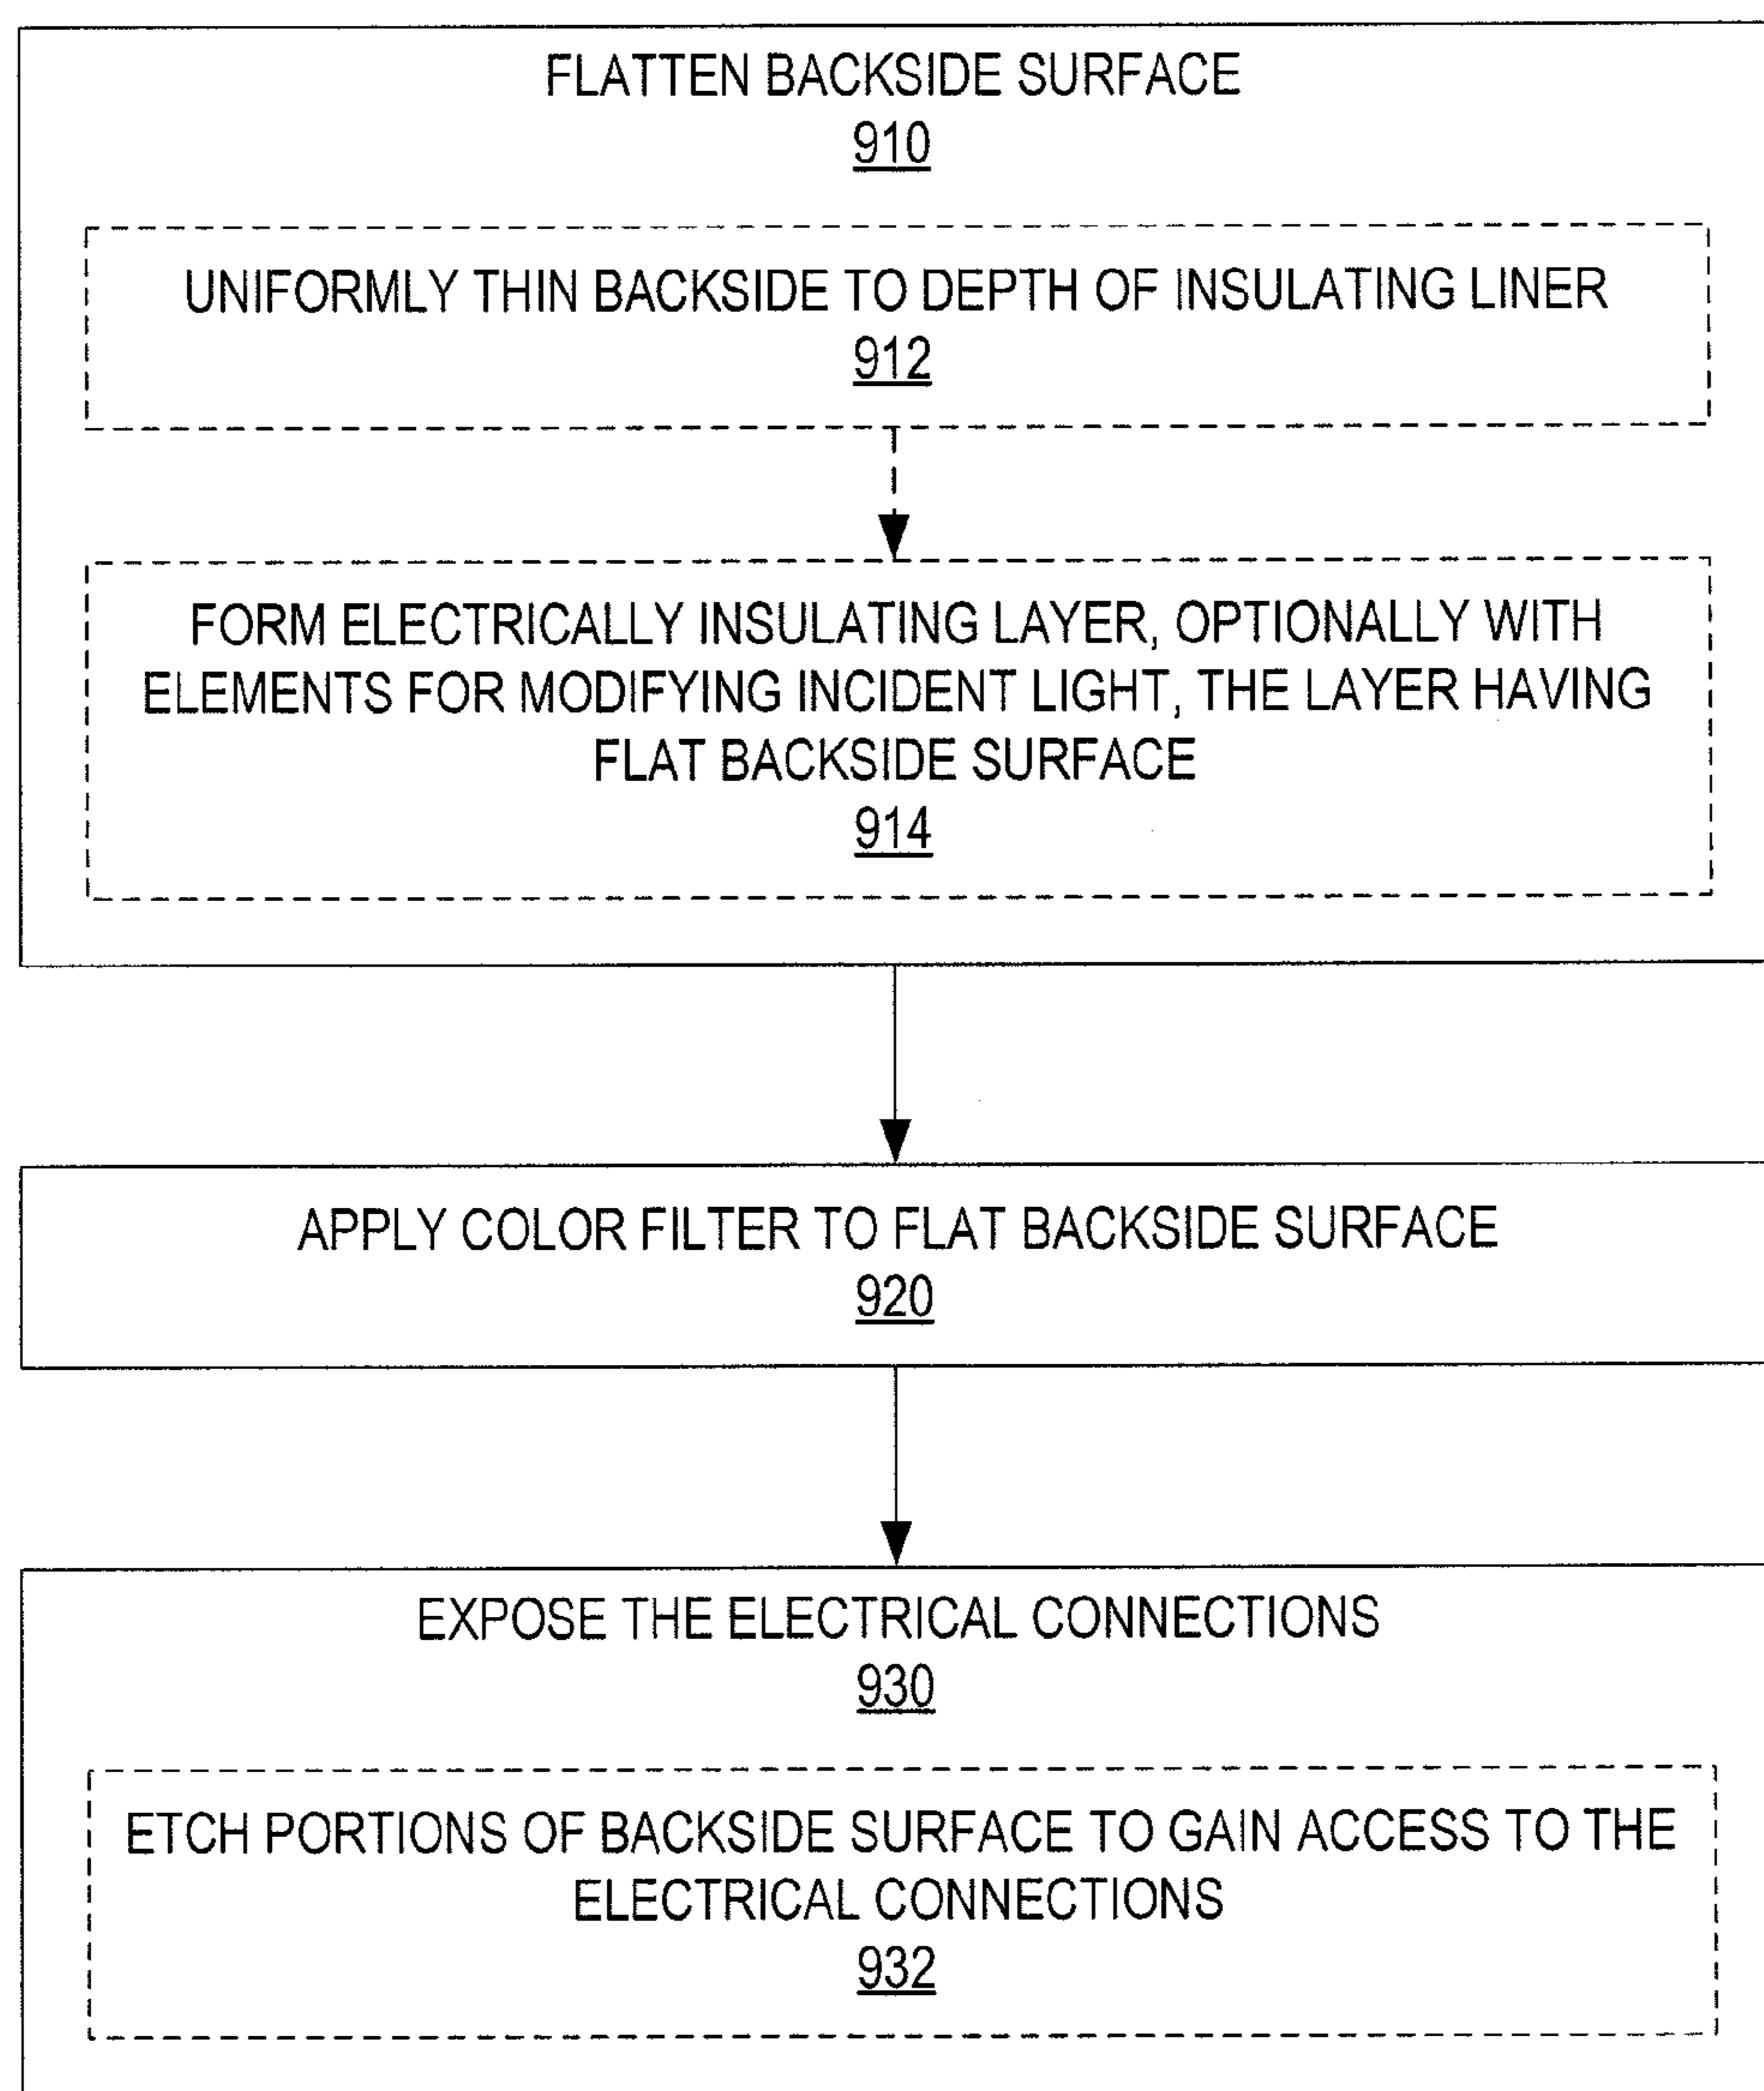 FLATTEN BACKSIDE SURFACE
910
UNIFORMLY THIN BACKSIDE TO DEPTH OF INSULATING LINER
912
FORM ELECTRICALLY INSULATING LAYER, OPTIONALLY WITH
ELEMENTS FOR MODIFYING INCIDENT LIGHT, THE LAYER HAVING
FLAT BACKSIDE SURFACE
914
APPLY COLOR FILTER TO FLAT BACKSIDE SURFACE
920
EXPOSE THE ELECTRICAL CONNECTIONS
930
ETCH PORTIONS OF BACKSIDE SURFACE TO GAIN ACCESS TO THE
ELECTRICAL CONNECTIONS
932